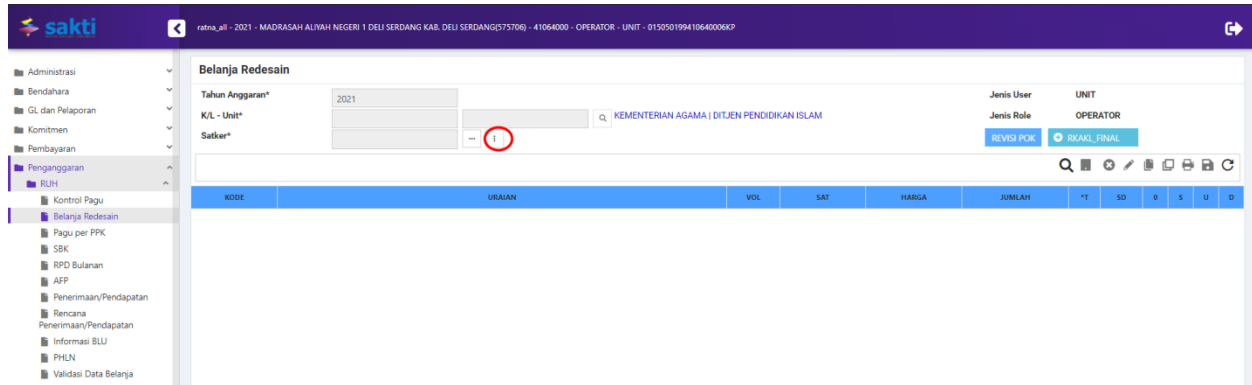 sakti
ratna_all - 2021 - MADRASAH ALIYAH NEGERI 1 DELI SERDANG KAB. DELI SERDANG(575706) - 41064000 - OPERATOR - UNIT - 015050199410640006KP
Administrasi
Bendahara
GL dan Pelaporan
Komitmen
Pembayaran
Penganggaran
RUH
Kontrol Pagu
Belanja Redesain
Pagu per PPK
SBK
RPD Bulanan
AFP
Penerimaan/Pendapatan
Rencana
Penerimaan/Pendapatan
Informasi BLU
PHLN
Validasi Data Belanja
Belanja Redesain
Tahun Anggaran* 2021 Jenis User UNIT
K/L - Unit* KEMENTERIAN AGAMA | DITJEN PENDIDIKAN ISLAM Jenis Role OPERATOR
Satker* ... REVISI POK RKAKL_FINAL
KODE URAIAN VOL SAT HARGA JUMLAH *T SD 0 S U D